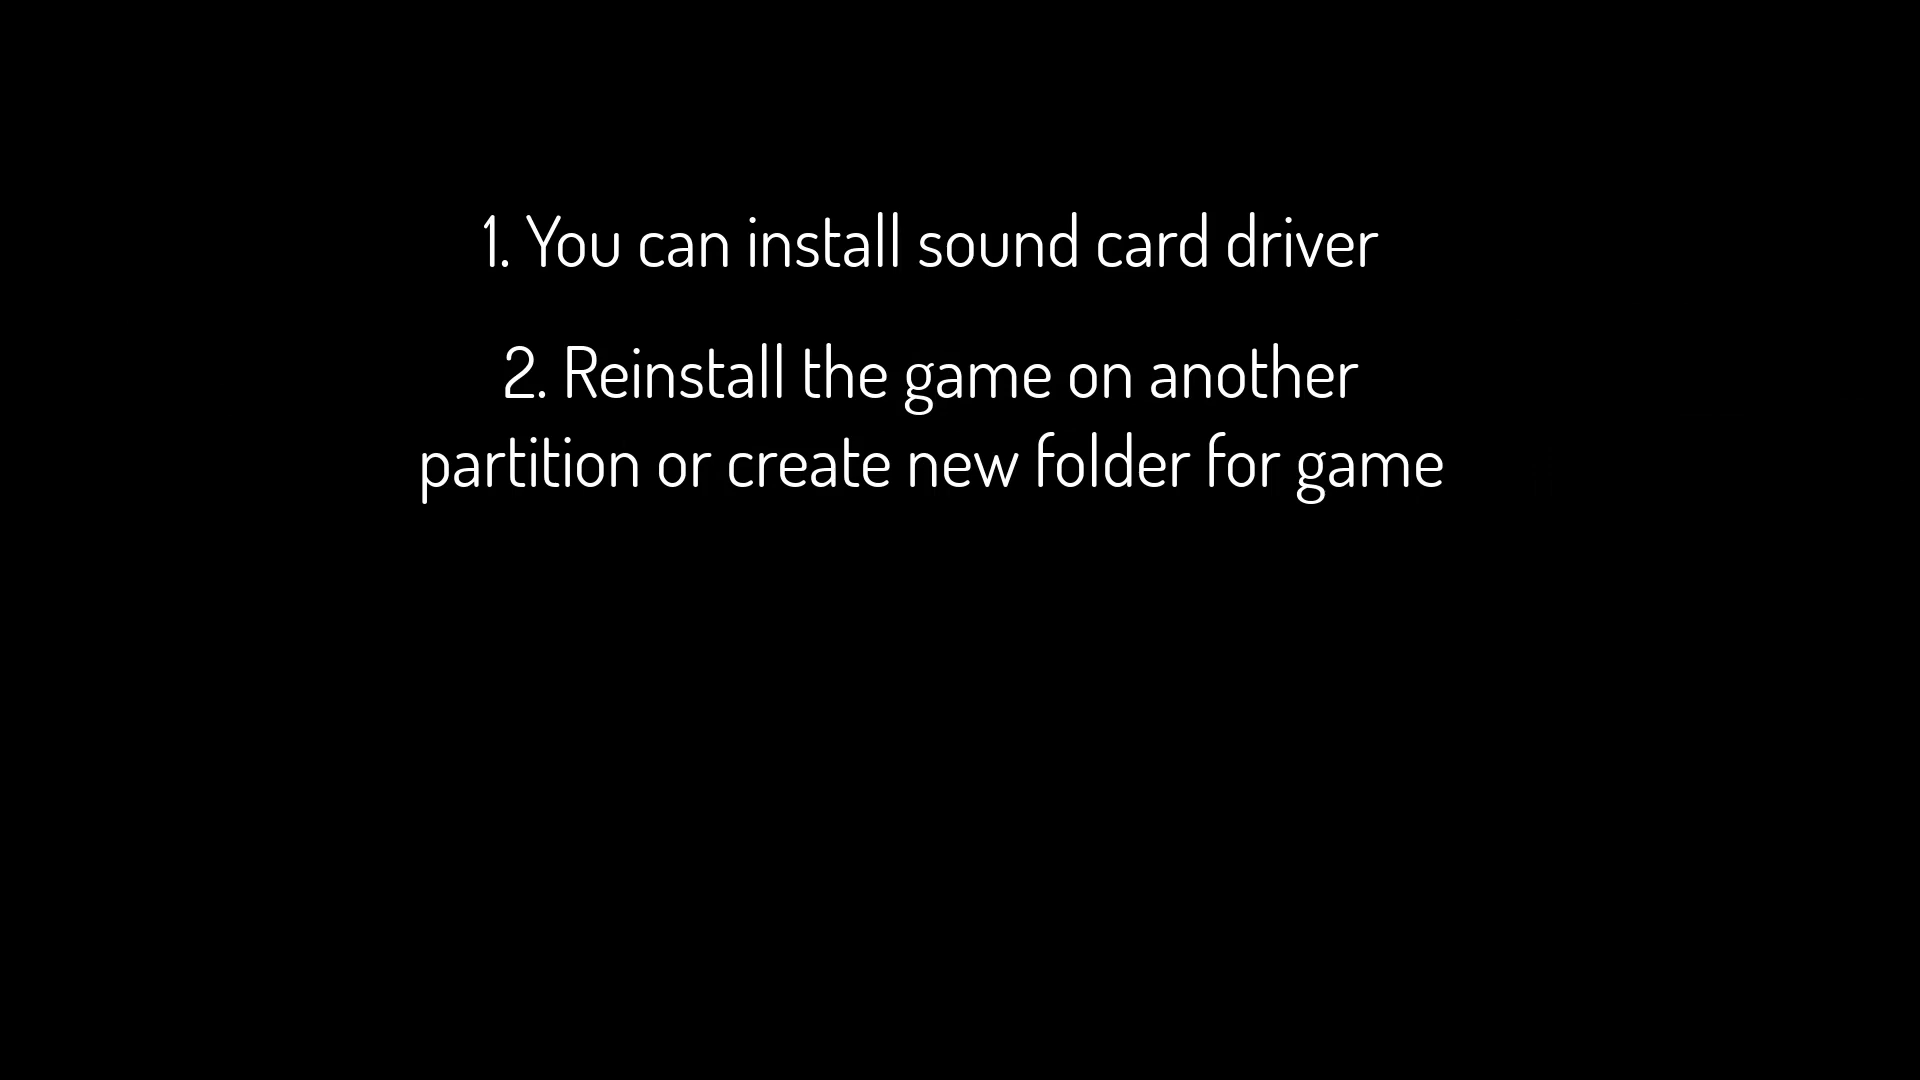 1. You can install sound card driver
2. Reinstall the game on another
partition or create new folder for game